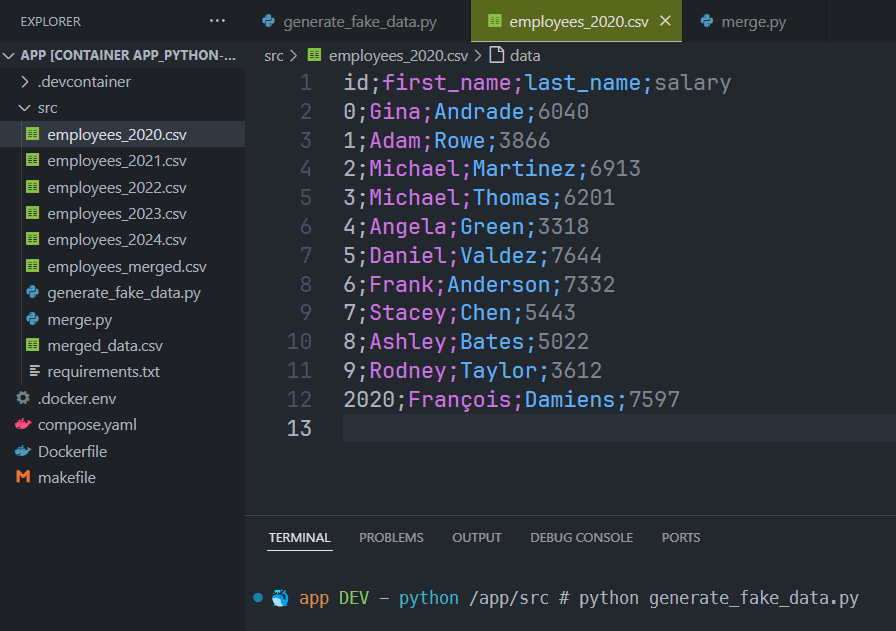 EXPLORER ...
APP [CONTAINER APP_PYTHON-...
.devcontainer
src
employees_2020.csv
employees_2021.csv
employees_2022.csv
employees_2023.csv
employees_2024.csv
employees_merged.csv
generate_fake_data.py
merge.py
merged_data.csv
requirements.txt
.docker.env
compose.yaml
Dockerfile
makefile
generate_fake_data.py employees_2020.csv merge.py
src > employees_2020.csv > data
1 id;first_name;last_name;salary
2 0;Gina;Andrade;6040
3 1;Adam;Rowe;3866
4 2;Michael;Martinez;6913
5 3;Michael;Thomas;6201
6 4;Angela;Green;3318
7 5;Daniel;Valdez;7644
8 6;Frank;Anderson;7332
9 7;Stacey;Chen;5443
10 8;Ashley;Bates;5022
11 9;Rodney;Taylor;3612
12 2020;François;Damiens;7597
13
TERMINAL PROBLEMS OUTPUT DEBUG CONSOLE PORTS
app DEV – python /app/src # python generate_fake_data.py